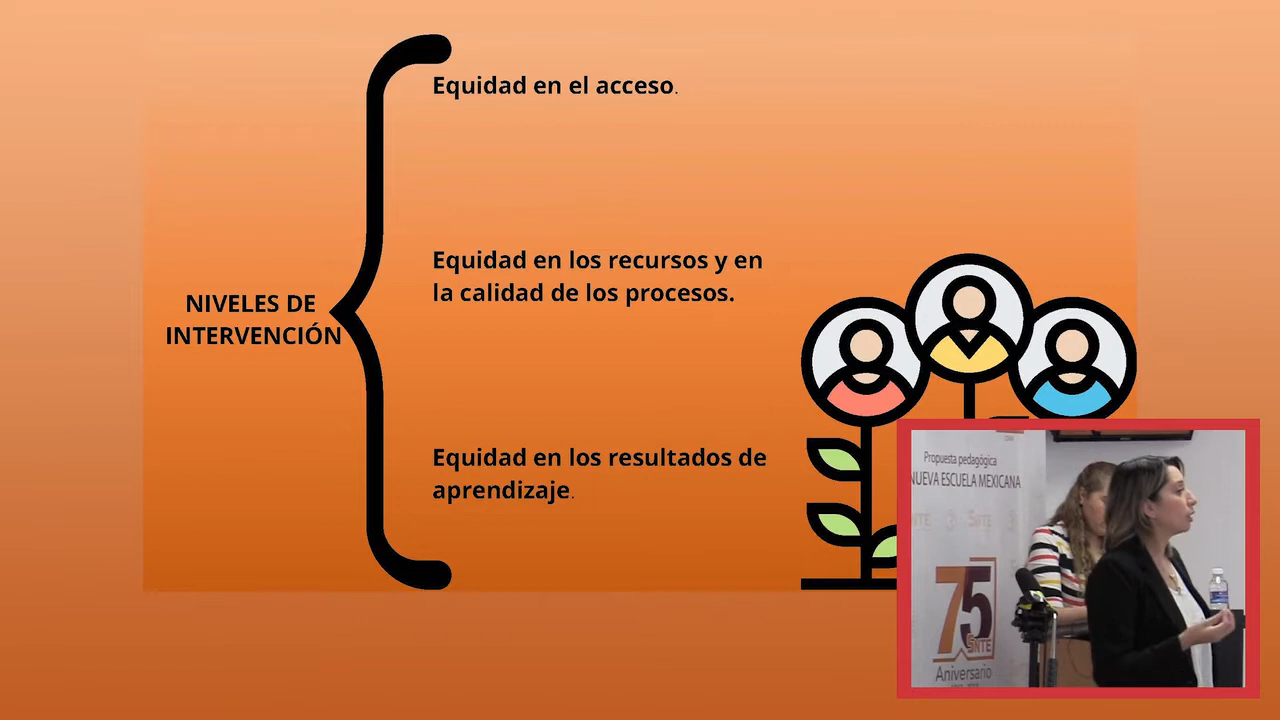 Equidad en el acceso.
Equidad en los recursos y en
la calidad de los procesos.
NIVELES DE
INTERVENCIÓN
Equidad en los resultados de
aprendizaje.
Propuesta pedagógica
NUEVA ESCUELA MEXICANA
SNTE
75
SNTE
Aniversario